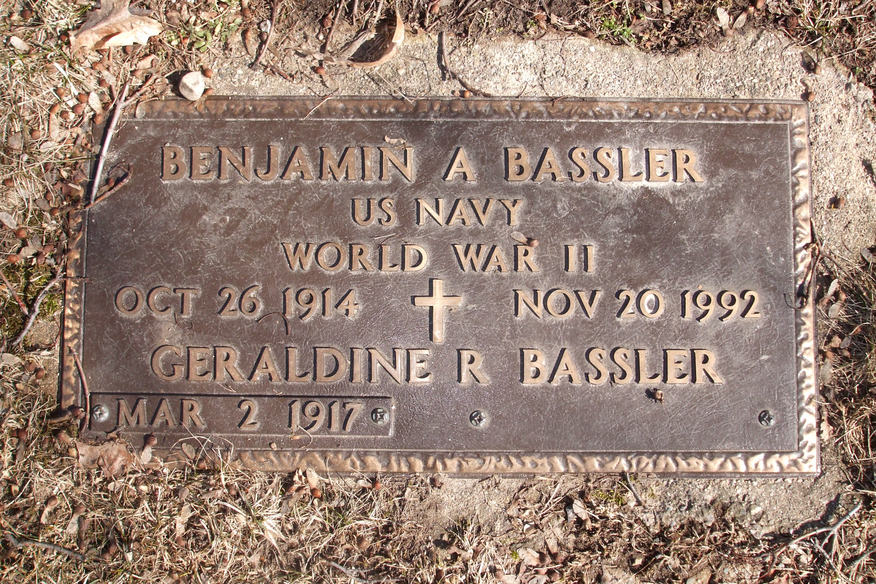 BENJAMIN A BASSLER
US NAVY
WORLD WAR II
OCT 26 1914 NOV 20 1992
GERALDINE R BASSLER
MAR 2 1917